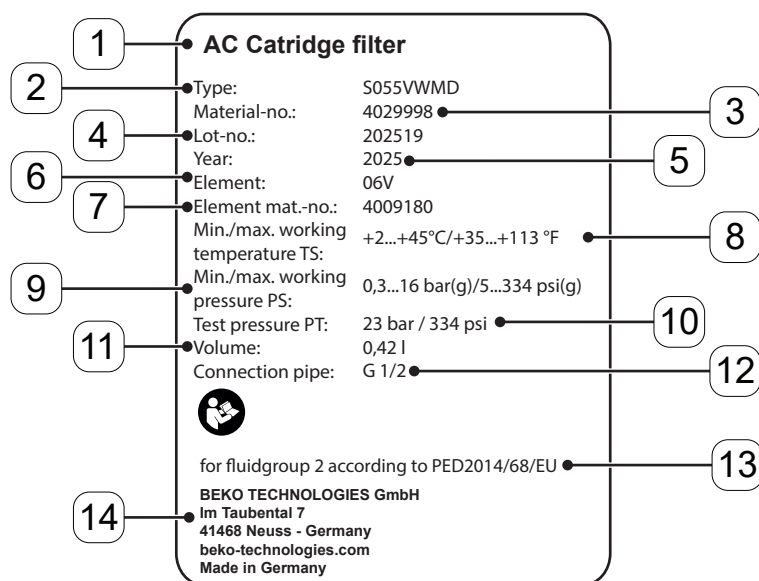 1 AC Catridge filter
2 Type: S055VWMD
Material-no.: 4029998 3
4 Lot-no.: 202519
Year: 2025 5
6 Element: 06V
7 Element mat.-no.: 4009180
Min./max. working
temperature TS: +2...+45°C/+35...+113 °F 8
9 Min./max. working
pressure PS: 0,3...16 bar(g)/5...334 psi(g)
Test pressure PT: 23 bar / 334 psi 10
11 Volume: 0,42 l
Connection pipe: G 1/2 12
for fluidgroup 2 according to PED2014/68/EU 13
BEKO TECHNOLOGIES GmbH
14 Im Taubental 7
41468 Neuss - Germany
beko-technologies.com
Made in Germany